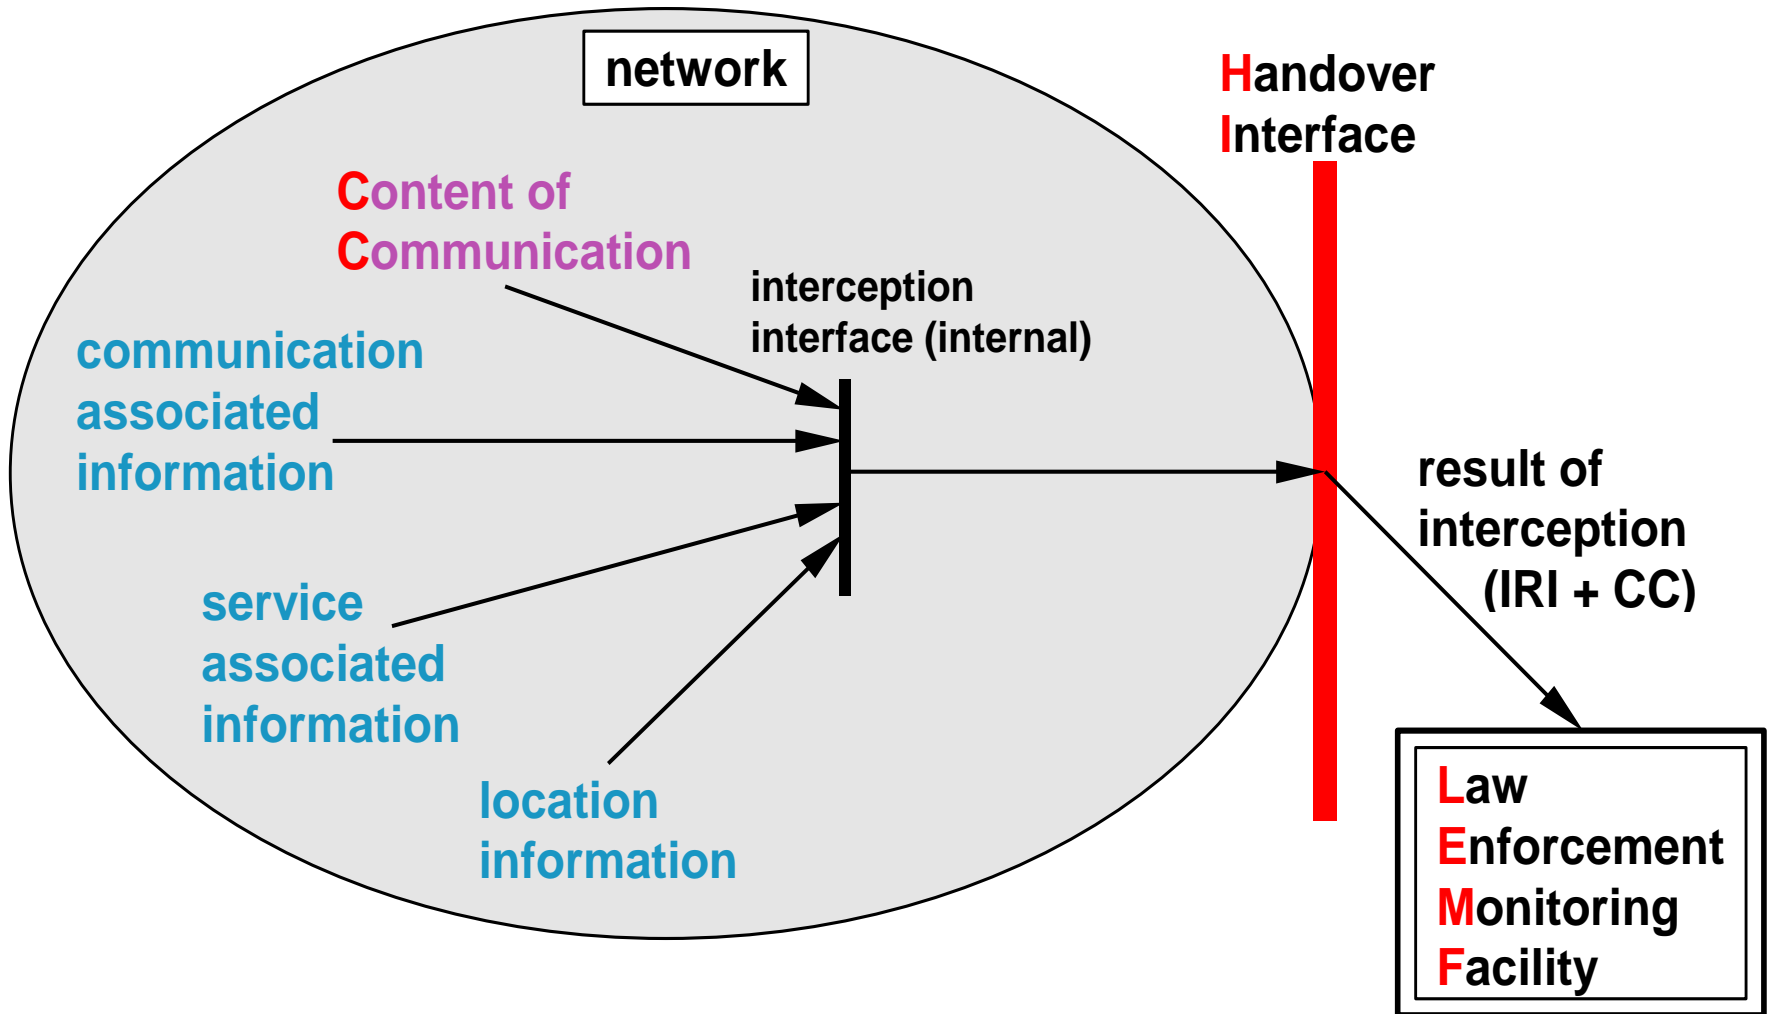 network
Handover
Interface
Content of
Communication
interception
interface (internal)
communication
associated
information
result of
interception
(IRI + CC)
service
associated
information
location
information
Law
Enforcement
Monitoring
Facility